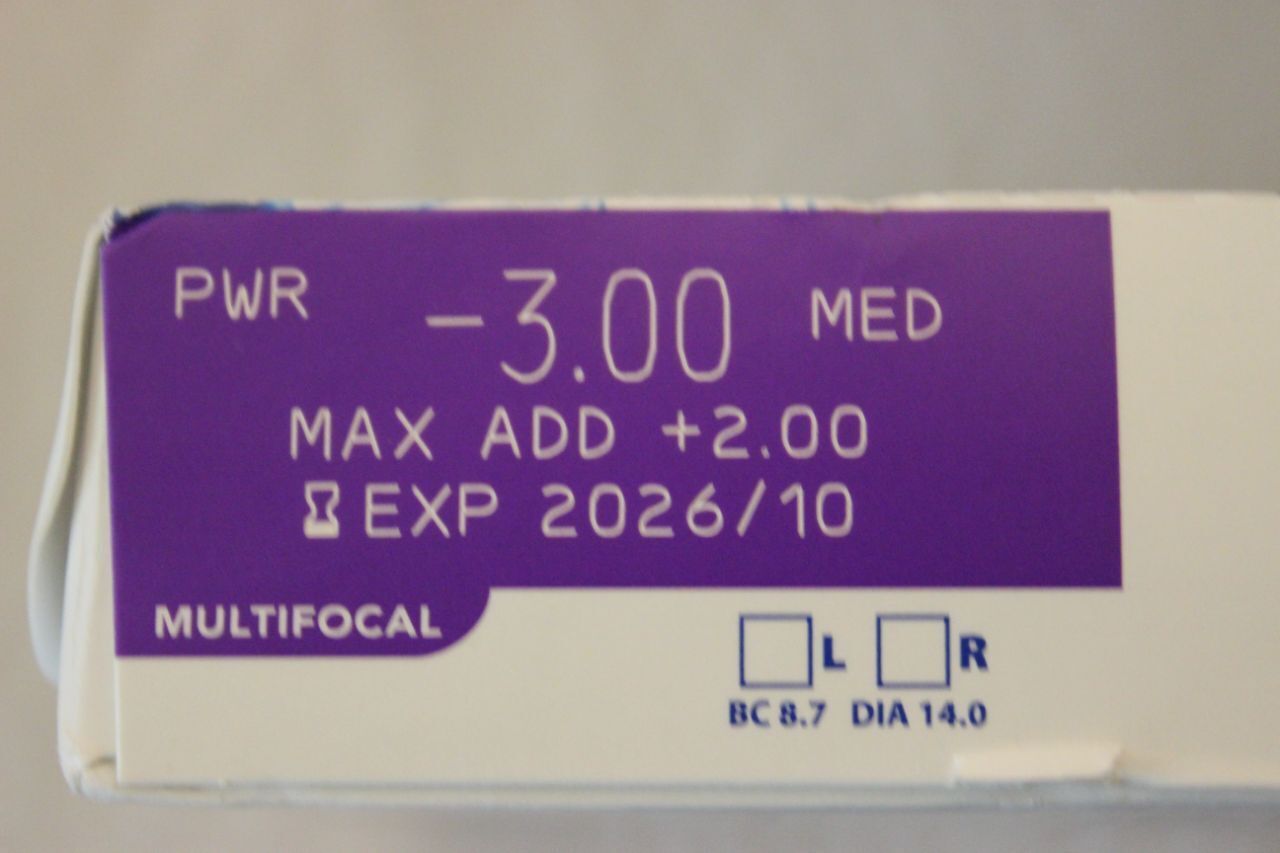 PWR -3.00 MED
MAX ADD +2.00
EXP 2026/10
MULTIFOCAL
L R
BC 8.7 DIA 14.0